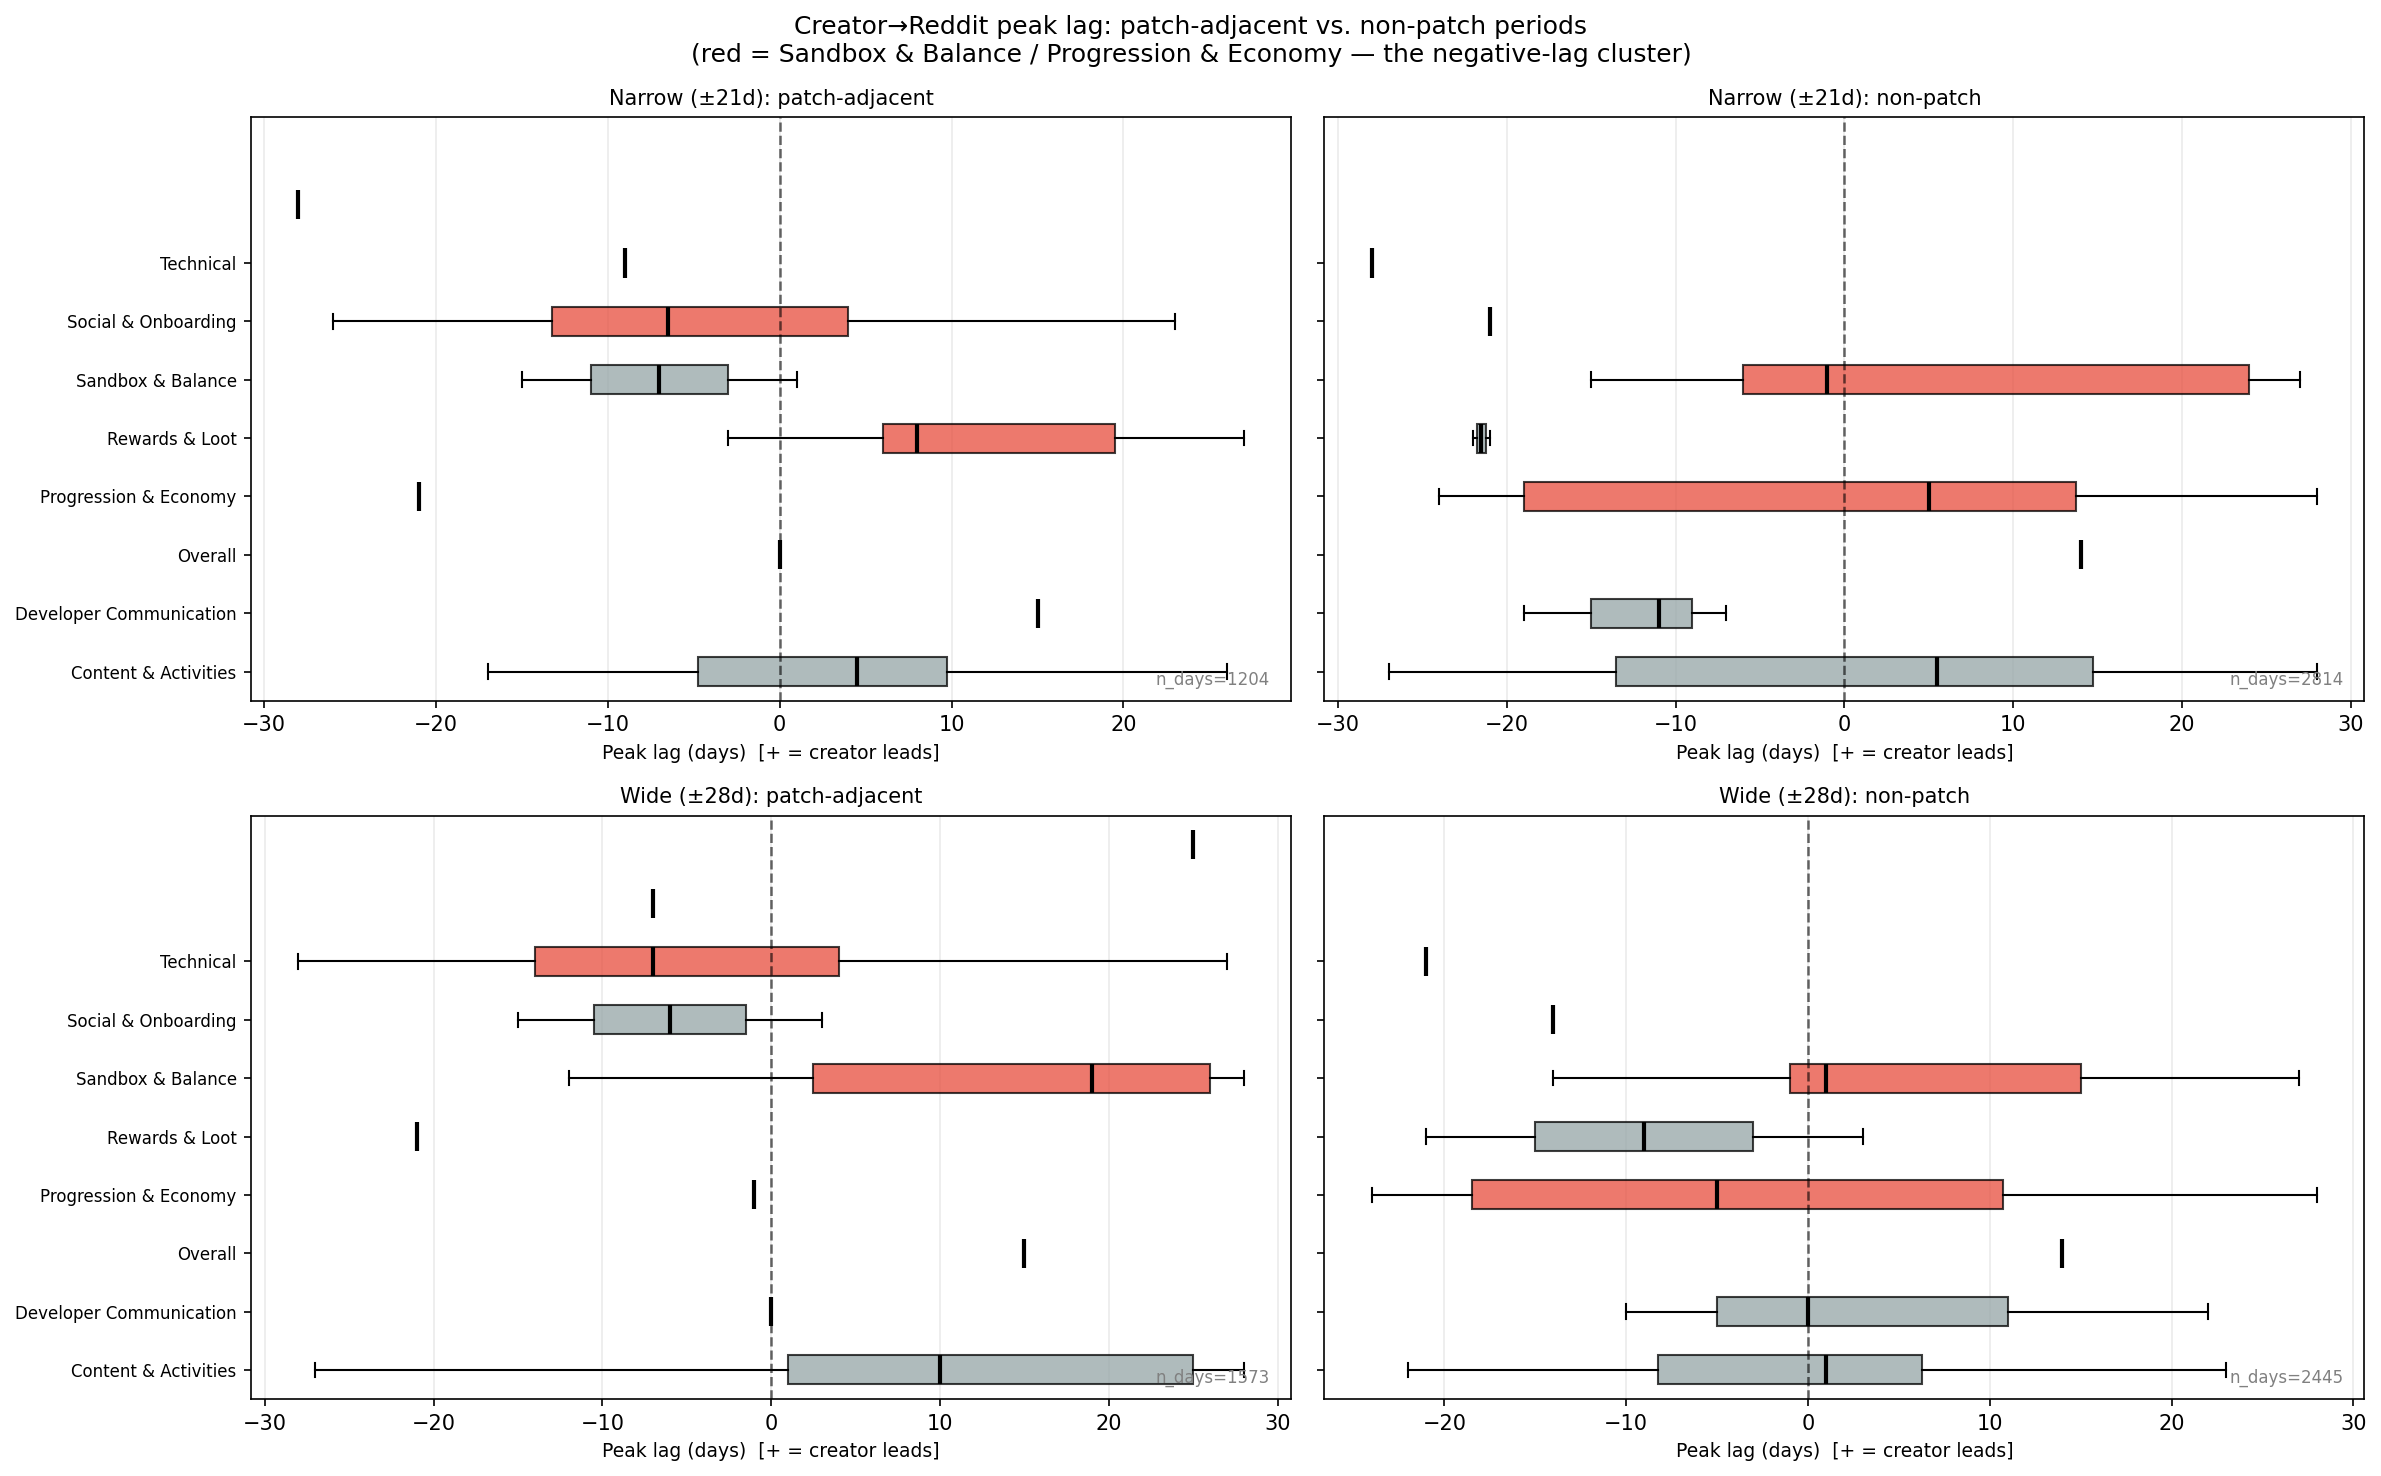 Creator→Reddit peak lag: patch-adjacent vs. non-patch periods
(red = Sandbox & Balance / Progression & Economy — the negative-lag cluster)
Narrow (±21d): patch-adjacent
Technical
Social & Onboarding
Sandbox & Balance
Rewards & Loot
Progression & Economy
Overall
Developer Communication
Content & Activities
n_days=1204
−30 −20 −10 0 10 20
Peak lag (days)  [+ = creator leads]
Narrow (±21d): non-patch
n_days=2814
−30 −20 −10 0 10 20 30
Peak lag (days)  [+ = creator leads]
Wide (±28d): patch-adjacent
Technical
Social & Onboarding
Sandbox & Balance
Rewards & Loot
Progression & Economy
Overall
Developer Communication
Content & Activities
n_days=1573
−30 −20 −10 0 10 20 30
Peak lag (days)  [+ = creator leads]
Wide (±28d): non-patch
n_days=2445
−20 −10 0 10 20 30
Peak lag (days)  [+ = creator leads]